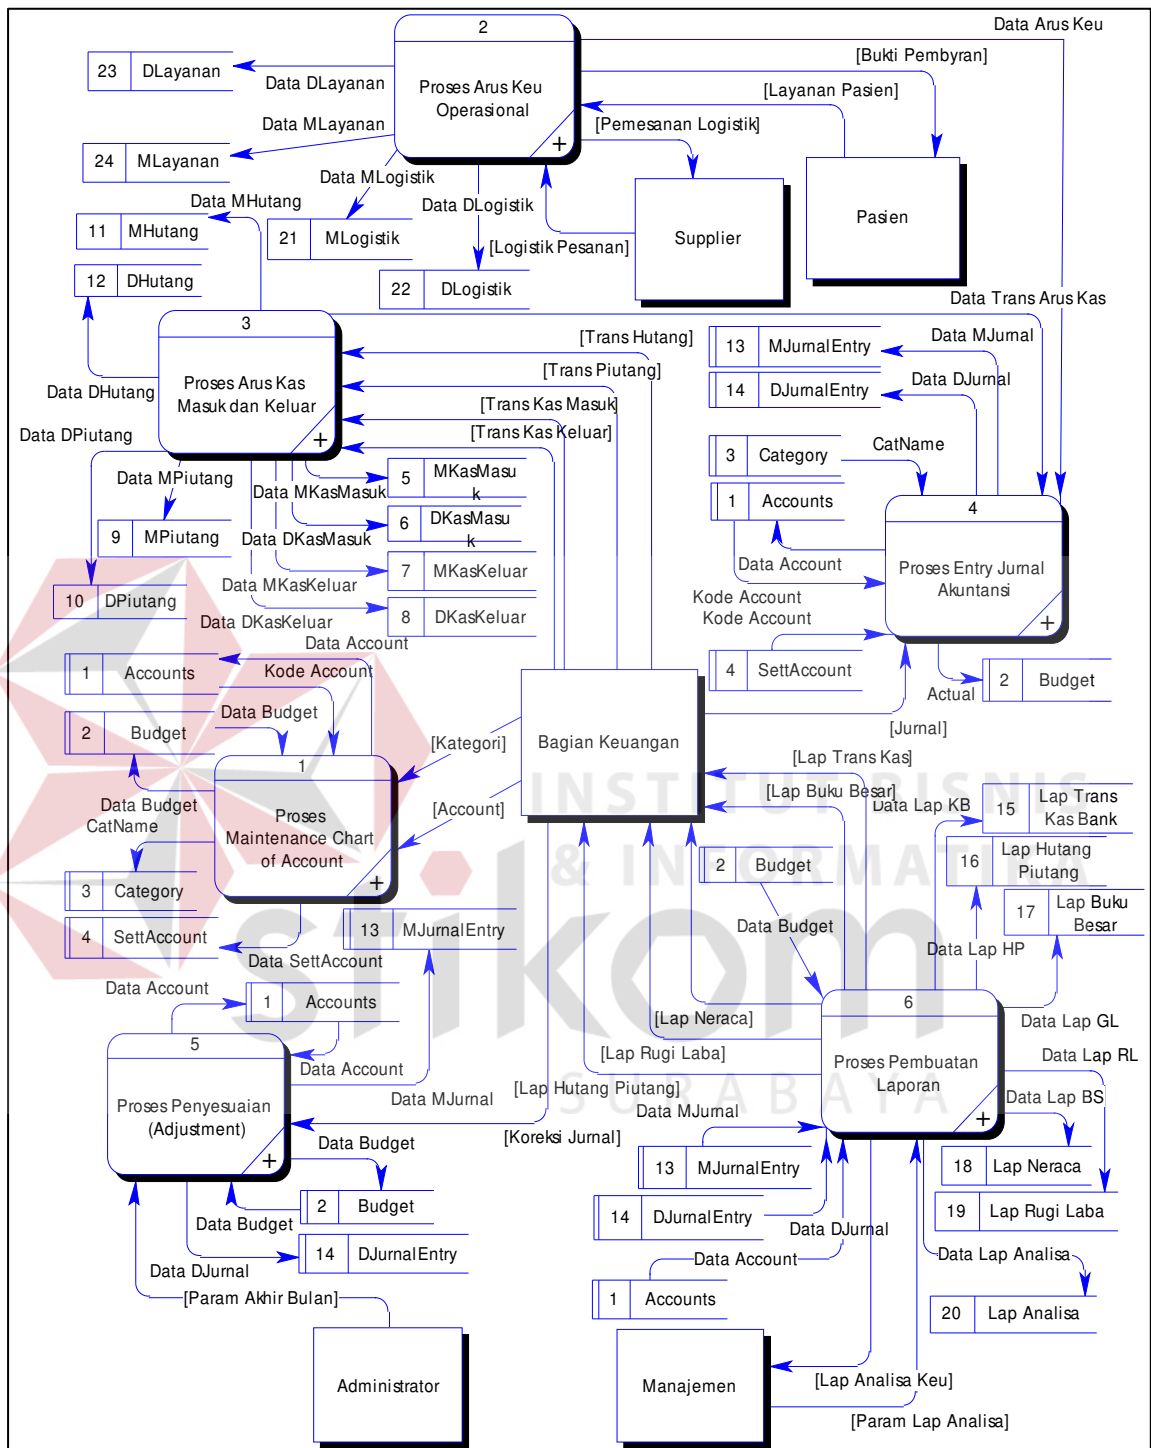 2
Proses Arus Keu
Operasional
Data Arus Keu
[Bukti Pembyran]
[Layanan Pasien]
[Pemesanan Logistik]
23 DLayanan
Data DLayanan
Data MLayanan
24 MLayanan
Data MLogistik
Data MHutang
Data DLogistik
11 MHutang
21 MLogistik
[Logistik Pesanan]
Supplier
Pasien
12 DHutang
22 DLogistik
Data Trans Arus Kas
3
Proses Arus Kas
Masuk dan Keluar
[Trans Hutang]
[Trans Piutang]
[Trans Kas Masuk]
[Trans Kas Keluar]
13 MJurnalEntry
Data MJurnal
14 DJurnalEntry
Data DJurnal
Data DHutang
Data DPiutang
Data MPiutang
Data MKasMasuk
5 MKasMasu
k
3 Category
CatName
1 Accounts
6 DKasMasu
k
Data DKasMasuk
9 MPiutang
4
Proses Entry Jurnal
Akuntansi
Data Account
7 MKasKeluar
Data MKasKeluar
Kode Account
Kode Account
10 DPiutang
8 DKasKeluar
Data DKasKeluar
Data Account
1 Accounts
Kode Account
4 SettAccount
2 Budget
Actual
Data Budget
2 Budget
[Jurnal]
Bagian Keuangan
[Kategori]
[Lap Trans Kas]
1
Proses
Maintenance Chart
of Account
[Account]
[Lap Buku Besar]
Data Lap KB
15 Lap Trans
Kas Bank
INSTITUT BISNIS
& INFORMATIKA
Data Budget
CatName
16 Lap Hutang
Piutang
2 Budget
3 Category
17 Lap Buku
Besar
4 SettAccount
13 MJurnalEntry
Data Budget
Data Lap HP
Data SettAccount
stikom
Data Account
1 Accounts
[Lap Neraca]
6
Proses Pembuatan
Laporan
Data Lap GL
5
Proses Penyesuaian
(Adjustment)
Data Account
[Lap Rugi Laba]
Data Lap RL
[Lap Hutang Piutang]
SURABAYA
Data MJurnal
Data MJurnal
Data Lap BS
[Koreksi Jurnal]
Data Budget
13 MJurnalEntry
18 Lap Neraca
2 Budget
Data Budget
14 DJurnalEntry
Data DJurnal
19 Lap Rugi Laba
14 DJurnalEntry
Data DJurnal
Data Account
Data Lap Analisa
[Param Akhir Bulan]
1 Accounts
20 Lap Analisa
Administrator
Manajemen
[Lap Analisa Keu]
[Param Lap Analisa]